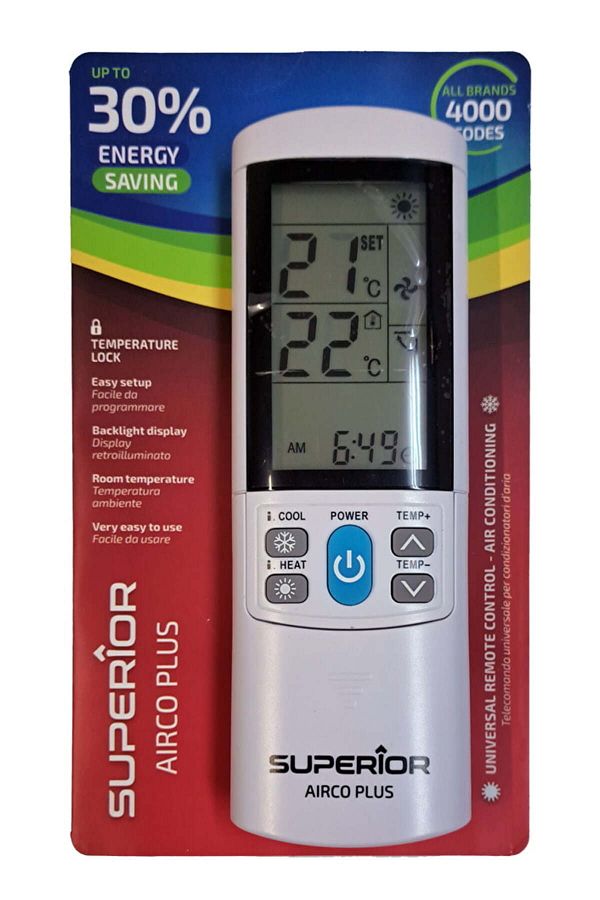 UP TO
30%
ENERGY
SAVING
ALL BRANDS
4000
CODES
TEMPERATURE
LOCK
Easy setup
Facile da
programmare
Backlight display
Display
retroilluminato
Room temperature
Temperatura
ambiente
Very easy to use
Facile da usare
SUPERIOR
AIRCO PLUS
21 SET
°C
22
°C
AM 6:49
i. COOL
POWER
TEMP+
i. HEAT
TEMP–
SUPERIOR
AIRCO PLUS
UNIVERSAL REMOTE CONTROL - AIR CONDITIONING
Telecomando universale per condizionatori d'aria